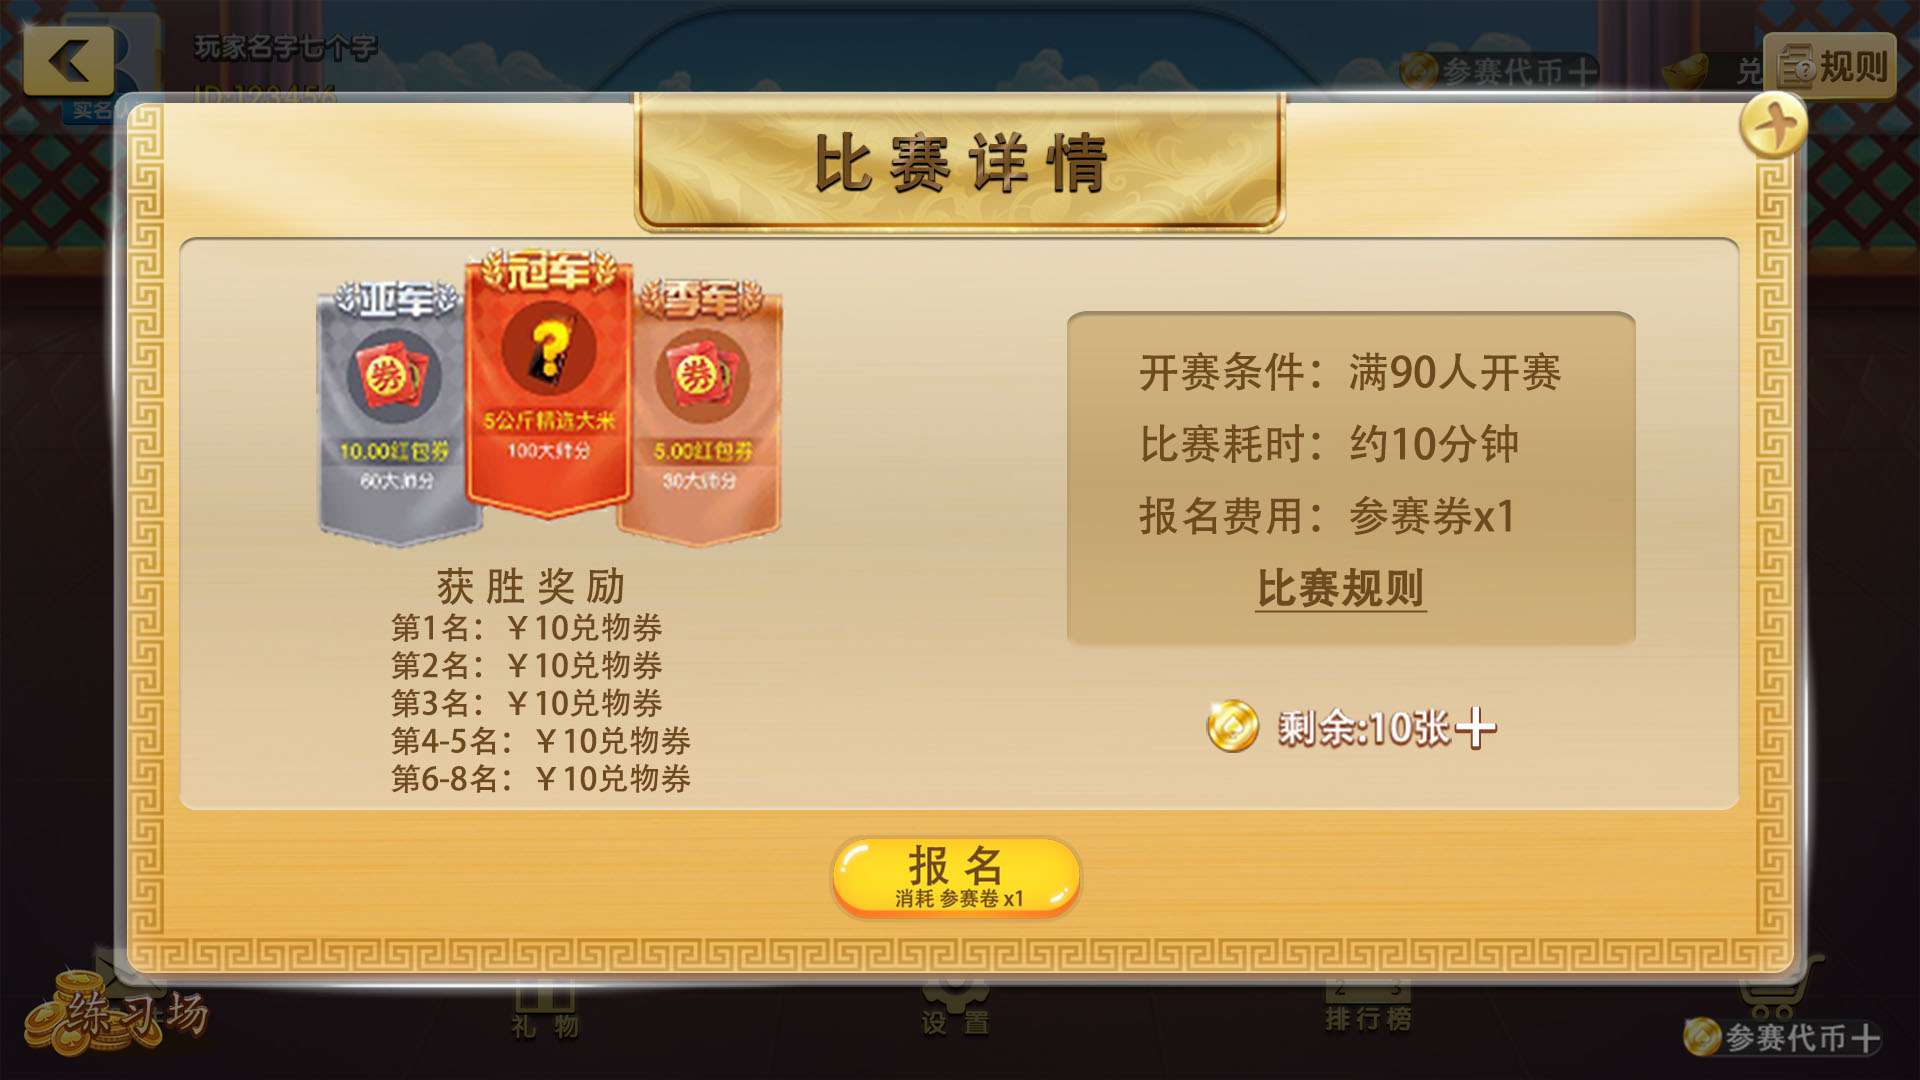 玩家名字七个字
ID:123456
实名
参赛代币
兑
规则
比赛详情
亚军
10.00红包券
60大师分
冠军
5公斤精选大米
100大师分
季军
5.00红包券
30大师分
获胜奖励
第1名：￥10兑物券
第2名：￥10兑物券
第3名：￥10兑物券
第4-5名：￥10兑物券
第6-8名：￥10兑物券
开赛条件：满90人开赛
比赛耗时：约10分钟
报名费用：参赛券x1
比赛规则
剩余:10张
报名
消耗 参赛卷 x1
练习场
礼物
设置
2 3
排行榜
参赛代币